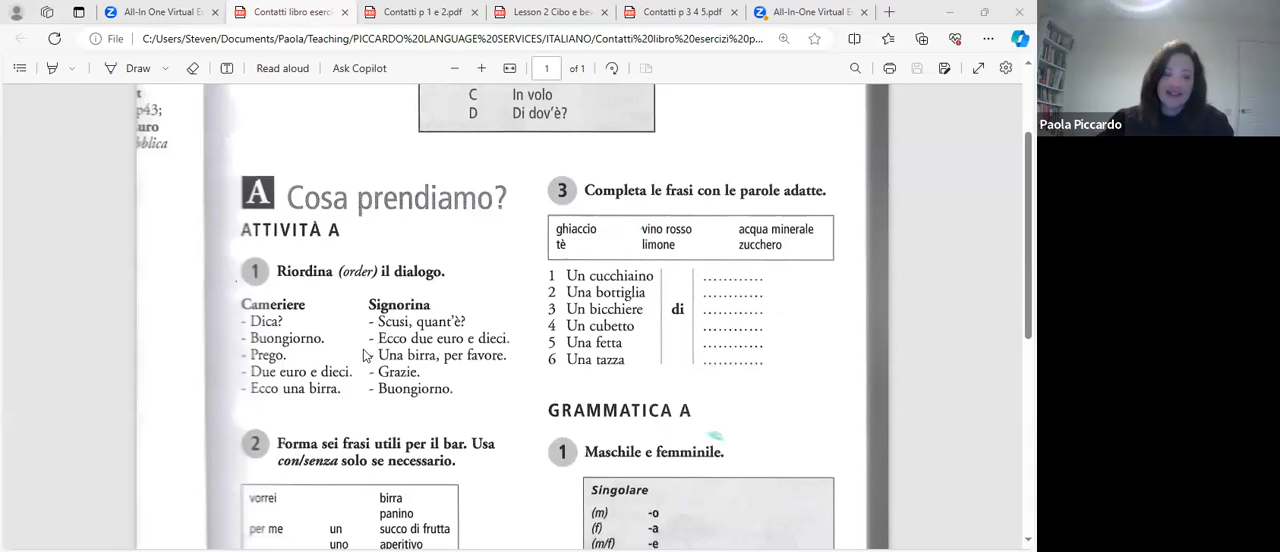 All-In-One Virtual E
Contatti libro eserci
Contatti p 1 e 2.pdf
Lesson 2 Cibo e be
Contatti p 3 4 5.pdf
All-In-One Virtual E
File
C:/Users/Steven/Documents/Paola/Teaching/PICCARDO%20LANGUAGE%20SERVICES/ITALIANO/Contatti%20libro%20esercizi%20p...
Draw
Read aloud
Ask Copilot
1
of 1
Paola Piccardo
t
p43;
uro
bblica
C In volo
D Di dov'è?
A Cosa prendiamo?
ATTIVITÀ A
1 Riordina (order) il dialogo.
Cameriere
- Dica?
- Buongiorno.
- Prego.
- Due euro e dieci.
- Ecco una birra.
Signorina
- Scusi, quant'è?
- Ecco due euro e dieci.
- Una birra, per favore.
- Grazie.
- Buongiorno.
2 Forma sei frasi utili per il bar. Usa
con/senza solo se necessario.
vorrei birra
panino
per me un succo di frutta
uno aperitivo
3 Completa le frasi con le parole adatte.
ghiaccio vino rosso acqua minerale
tè limone zucchero
1 Un cucchiaino ............
2 Una bottiglia ............
3 Un bicchiere di ............
4 Un cubetto ............
5 Una fetta ............
6 Una tazza ............
GRAMMATICA A
1 Maschile e femminile.
Singolare
(m) -o
(f) -a
(m/f) -e